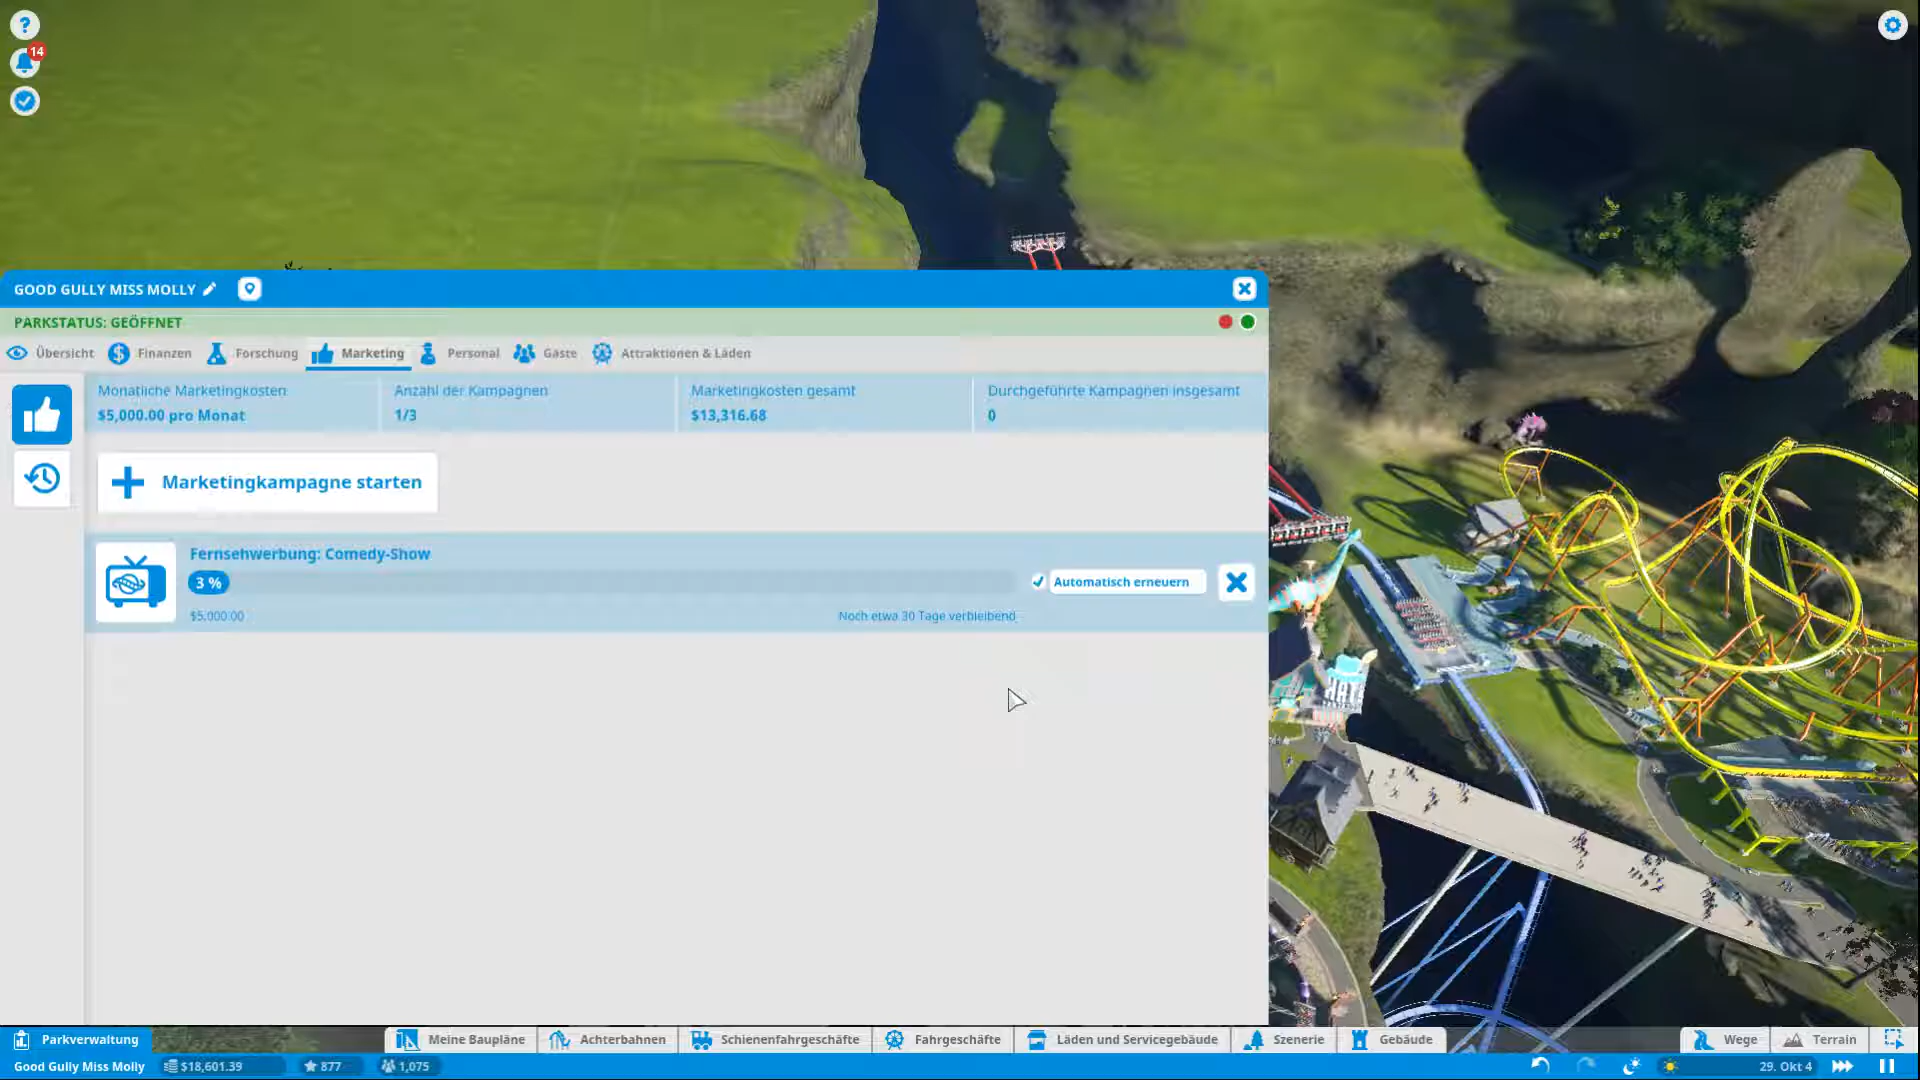 ?
14
GOOD GULLY MISS MOLLY
PARKSTATUS: GEÖFFNET
Übersicht Finanzen Forschung Marketing Personal Gäste Attraktionen & Läden
Monatliche Marketingkosten Anzahl der Kampagnen Marketingkosten gesamt Durchgeführte Kampagnen insgesamt
$5,000.00 pro Monat 1/3 $13,316.68 0
Marketingkampagne starten
Fernsehwerbung: Comedy-Show
3 % Automatisch erneuern
$5,000.00 Noch etwa 30 Tage verbleibend
Parkverwaltung Meine Baupläne Achterbahnen Schienenfahrgeschäfte Fahrgeschäfte Läden und Servicegebäude Szenerie Gebäude Wege Terrain
Good Gully Miss Molly $18,601.39 877 1,075 29. Okt 4